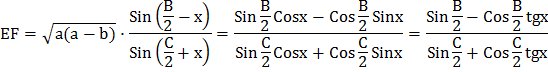 EF = √(a(a − b)) · Sin(B/2 − x) / Sin(C/2 + x) = (Sin B/2 Cosx − Cos B/2 Sinx) / (Sin C/2 Cosx + Cos C/2 Sinx) = (Sin B/2 − Cos B/2 tgx) / (Sin C/2 + Cos C/2 tgx)